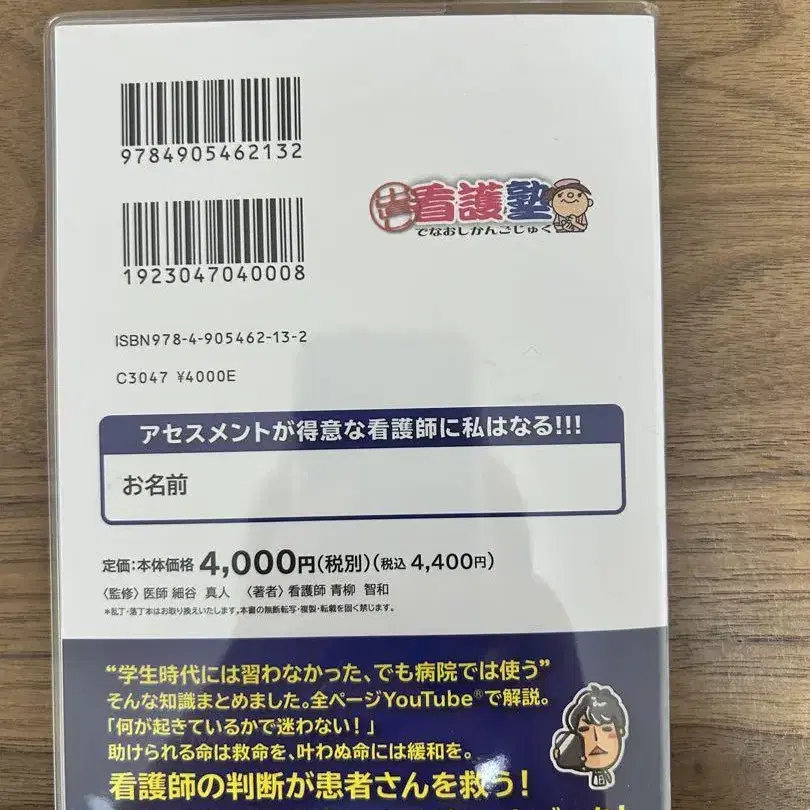 9784905462132
看護塾
でなおしかんごじゅく
1923047040008
ISBN978-4-905462-13-2
C3047 ¥4000E
アセスメントが得意な看護師に私はなる!!!
お名前
定価:本体価格 4,000円(税別)(税込 4,400円)
〈監修〉医師 細谷 真人 〈著者〉看護師 青柳 智和
*乱丁・落丁本はお取り換えいたします。本書の無断転写・複製・転載を固く禁じます。
“学生時代には習わなかった、でも病院では使う”
そんな知識まとめました。全ページYouTube®で解説。
「何が起きているかで迷わない！」
助けられる命は救命を、叶わぬ命には緩和を。
看護師の判断が患者さんを救う！